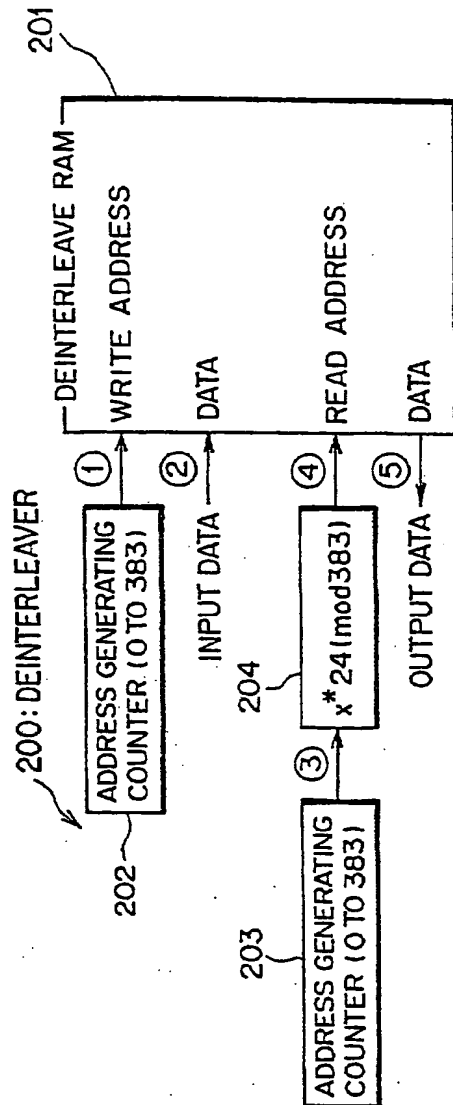 200: DEINTERLEAVER
201
DEINTERLEAVE RAM
ADDRESS GENERATING
COUNTER (0 TO 383)
202
①
WRITE ADDRESS
INPUT DATA
②
DATA
203
ADDRESS GENERATING
COUNTER (0 TO 383)
③
204
x*24(mod383)
④
READ ADDRESS
OUTPUT DATA
⑤
DATA